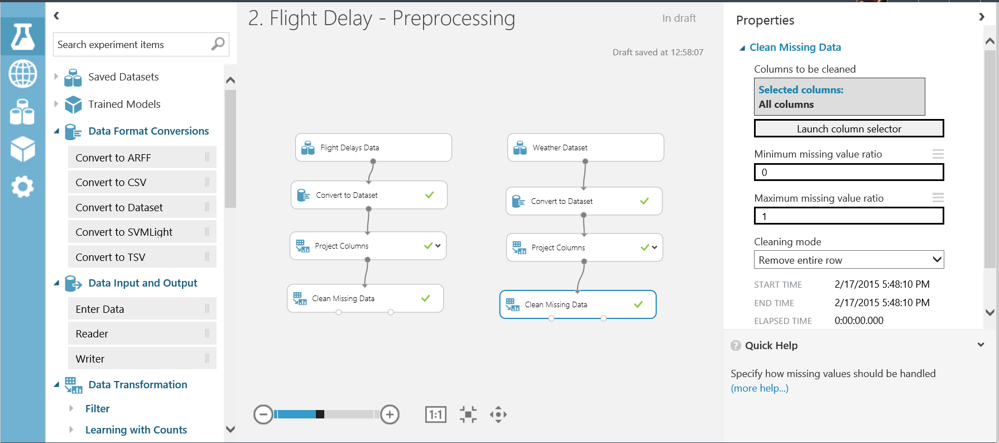 2. Flight Delay - Preprocessing
In draft
Draft saved at 12:58:07
Search experiment items
Saved Datasets
Trained Models
Data Format Conversions
Convert to ARFF
Convert to CSV
Convert to Dataset
Convert to SVMLight
Convert to TSV
Data Input and Output
Enter Data
Reader
Writer
Data Transformation
Filter
Learning with Counts
Flight Delays Data
Convert to Dataset
Project Columns
Clean Missing Data
Weather Dataset
Convert to Dataset
Project Columns
Clean Missing Data
1:1
Properties
Clean Missing Data
Columns to be cleaned
Selected columns:
All columns
Launch column selector
Minimum missing value ratio
0
Maximum missing value ratio
1
Cleaning mode
Remove entire row
START TIME 2/17/2015 5:48:10 PM
END TIME 2/17/2015 5:48:10 PM
ELAPSED TIME 0:00:00.000
? Quick Help
Specify how missing values should be handled
(more help...)